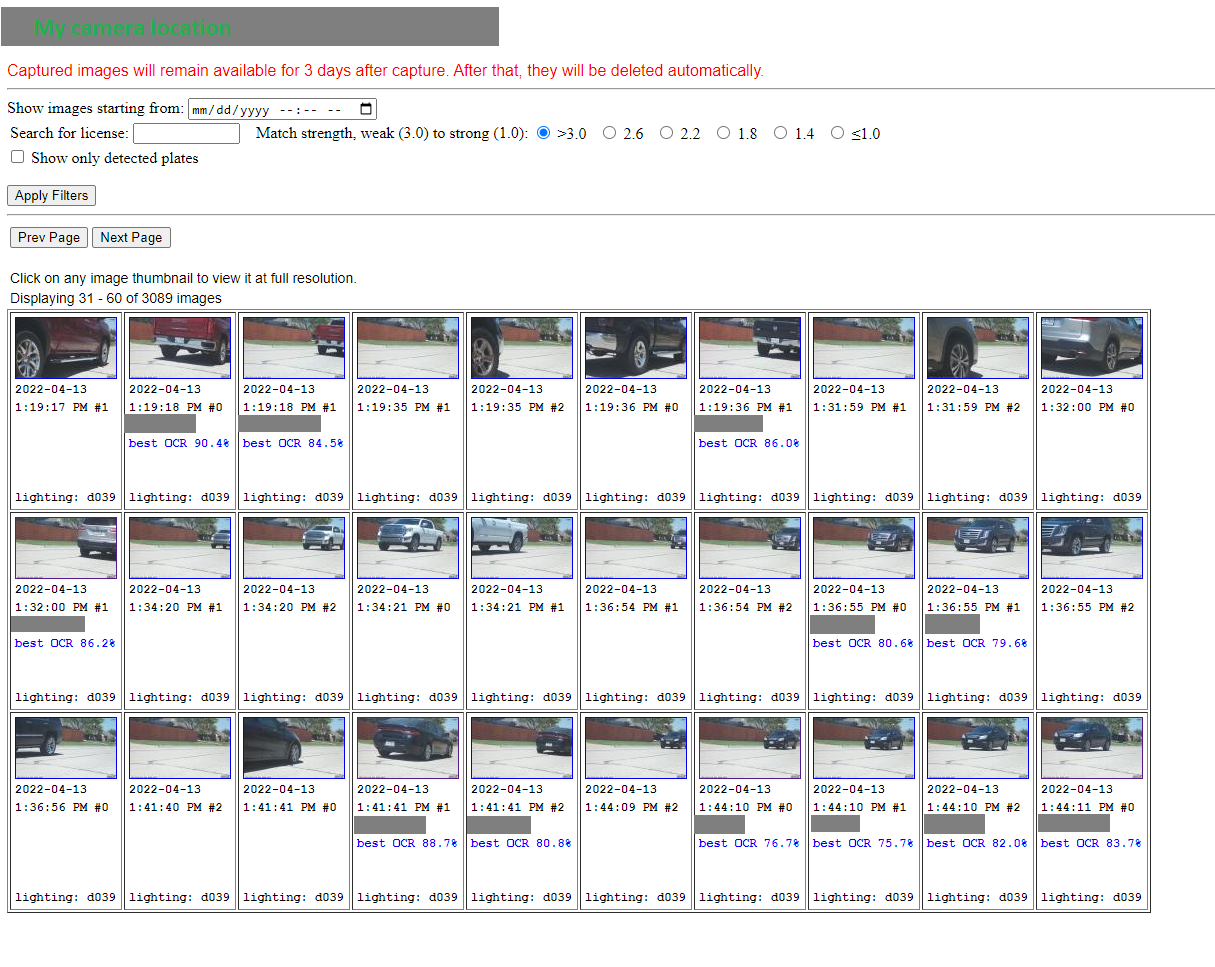 My camera location
Captured images will remain available for 3 days after capture. After that, they will be deleted automatically.
Show images starting from: mm/dd/yyyy --:-- --
Search for license: Match strength, weak (3.0) to strong (1.0): >3.0 2.6 2.2 1.8 1.4 ≤1.0
Show only detected plates
Apply Filters
Prev Page Next Page
Click on any image thumbnail to view it at full resolution.
Displaying 31 - 60 of 3089 images
2022-04-13 2022-04-13 2022-04-13 2022-04-13 2022-04-13 2022-04-13 2022-04-13 2022-04-13 2022-04-13 2022-04-13
1:19:17 PM #1 1:19:18 PM #0 1:19:18 PM #1 1:19:35 PM #1 1:19:35 PM #2 1:19:36 PM #0 1:19:36 PM #1 1:31:59 PM #1 1:31:59 PM #2 1:32:00 PM #0
best OCR 90.4% best OCR 84.5% best OCR 86.0%
lighting: d039 lighting: d039 lighting: d039 lighting: d039 lighting: d039 lighting: d039 lighting: d039 lighting: d039 lighting: d039 lighting: d039
2022-04-13 2022-04-13 2022-04-13 2022-04-13 2022-04-13 2022-04-13 2022-04-13 2022-04-13 2022-04-13 2022-04-13
1:32:00 PM #1 1:34:20 PM #1 1:34:20 PM #2 1:34:21 PM #0 1:34:21 PM #1 1:36:54 PM #1 1:36:54 PM #2 1:36:55 PM #0 1:36:55 PM #1 1:36:55 PM #2
best OCR 86.2% best OCR 80.6% best OCR 79.6%
lighting: d039 lighting: d039 lighting: d039 lighting: d039 lighting: d039 lighting: d039 lighting: d039 lighting: d039 lighting: d039 lighting: d039
2022-04-13 2022-04-13 2022-04-13 2022-04-13 2022-04-13 2022-04-13 2022-04-13 2022-04-13 2022-04-13 2022-04-13
1:36:56 PM #0 1:41:40 PM #2 1:41:41 PM #0 1:41:41 PM #1 1:41:41 PM #2 1:44:09 PM #2 1:44:10 PM #0 1:44:10 PM #1 1:44:10 PM #2 1:44:11 PM #0
best OCR 88.7% best OCR 80.8% best OCR 76.7% best OCR 75.7% best OCR 82.0% best OCR 83.7%
lighting: d039 lighting: d039 lighting: d039 lighting: d039 lighting: d039 lighting: d039 lighting: d039 lighting: d039 lighting: d039 lighting: d039